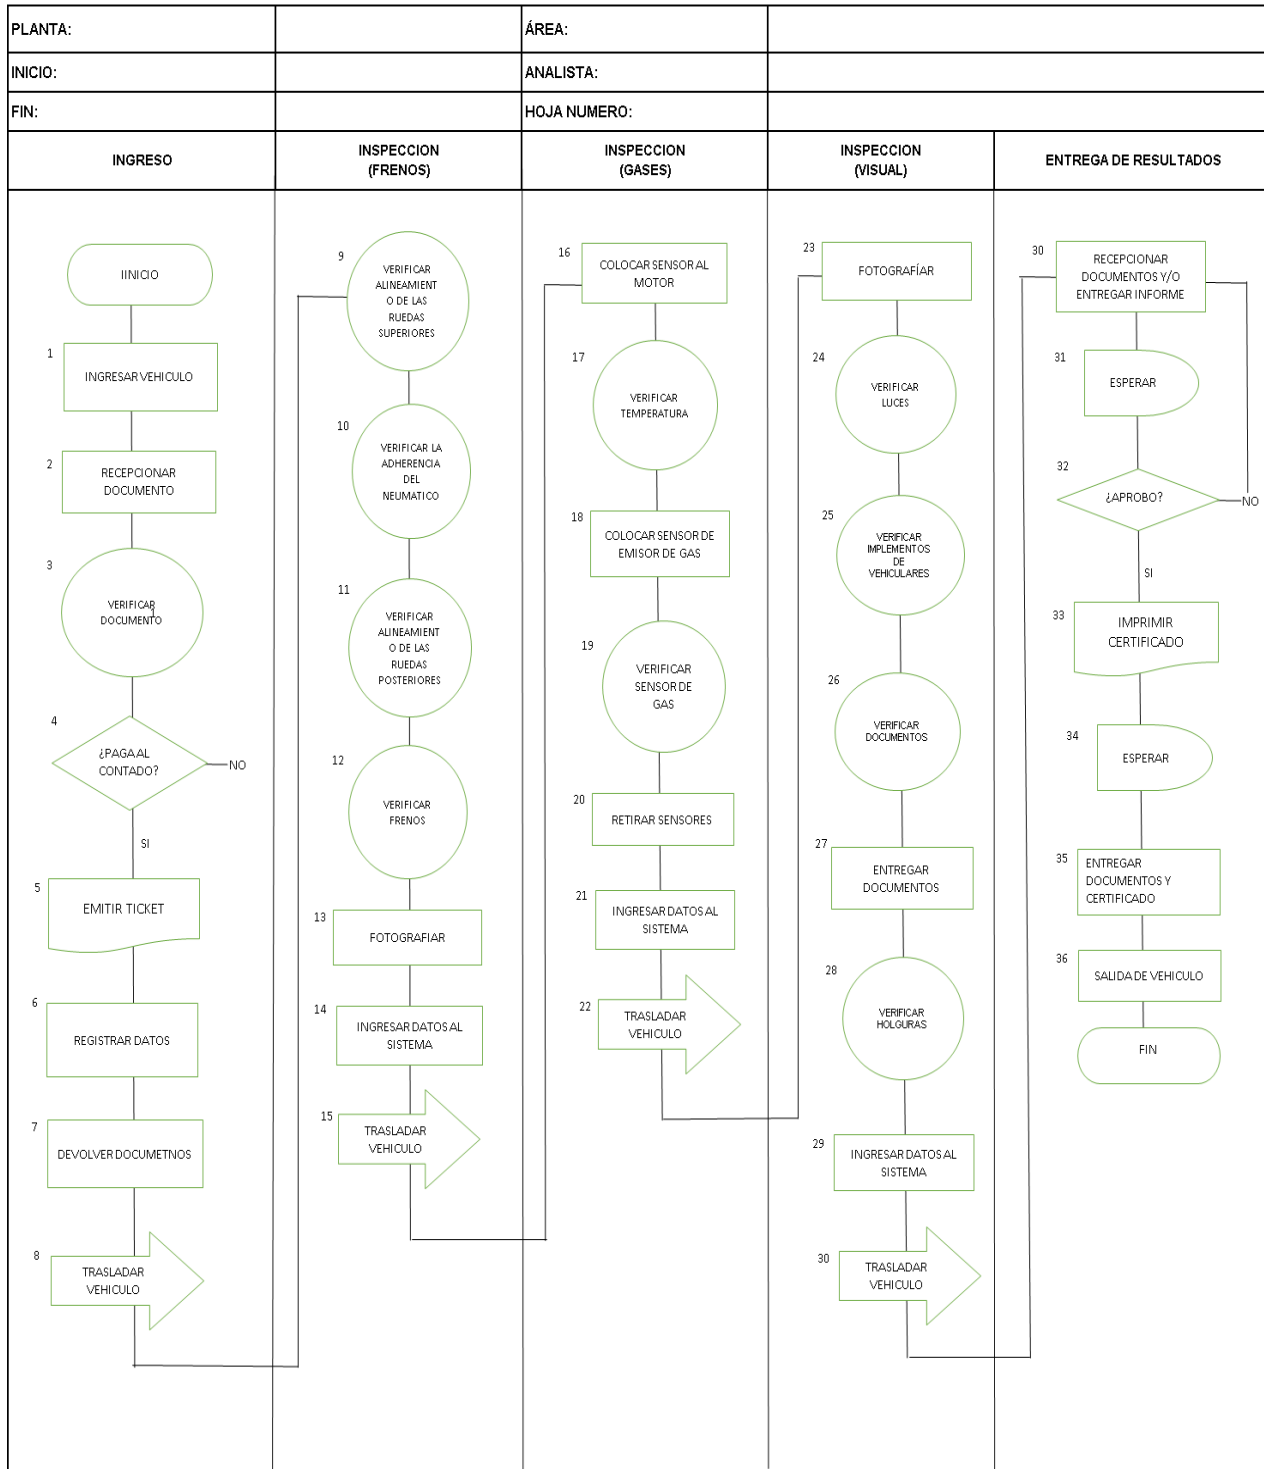 PLANTA:
ÁREA:
INICIO:
ANALISTA:
FIN:
HOJA NUMERO:
INGRESO
INSPECCION
(FRENOS)
INSPECCION
(GASES)
INSPECCION
(VISUAL)
ENTREGA DE RESULTADOS
IINICIO
1
INGRESAR VEHICULO
2
RECEPCIONAR
DOCUMENTO
3
VERIFICAR
DOCUMENTO
1
4
¿PAGA AL
CONTADO?
NO
SI
5
EMITIR TICKET
6
REGISTRAR DATOS
7
DEVOLVER DOCUMETNOS
8
TRASLADAR
VEHICULO
9
VERIFICAR
ALINEAMIENT
O DE LAS
RUEDAS
SUPERIORES
10
VERIFICAR LA
ADHERENCIA
DEL
NEUMATICO
11
VERIFICAR
ALINEAMIENT
O DE LAS
RUEDAS
POSTERIORES
12
VERIFICAR
FRENOS
13
FOTOGRAFIAR
14
INGRESAR DATOS AL
SISTEMA
15
TRASLADAR
VEHICULO
16
COLOCAR SENSOR AL
MOTOR
17
VERIFICAR
TEMPERATURA
18
COLOCAR SENSOR DE
EMISOR DE GAS
19
VERIFICAR
SENSOR DE
GAS
20
RETIRAR SENSORES
21
INGRESAR DATOS AL
SISTEMA
22
TRASLADAR
VEHICULO
23
FOTOGRAFÍAR
24
VERIFICAR
LUCES
25
VERIFICAR
IMPLEMENTOS
DE
VEHICULARES
26
VERIFICAR
DOCUMENTOS
27
ENTREGAR
DOCUMENTOS
28
VERIFICAR
HOLGURAS
29
INGRESAR DATOS AL
SISTEMA
30
TRASLADAR
VEHICULO
30
RECEPCIONAR
DOCUMENTOS Y/O
ENTREGAR INFORME
31
ESPERAR
32
¿APROBO?
NO
SI
33
IMPRIMIR
CERTIFICADO
34
ESPERAR
35
ENTREGAR
DOCUMENTOS Y
CERTIFICADO
36
SALIDA DE VEHICULO
FIN